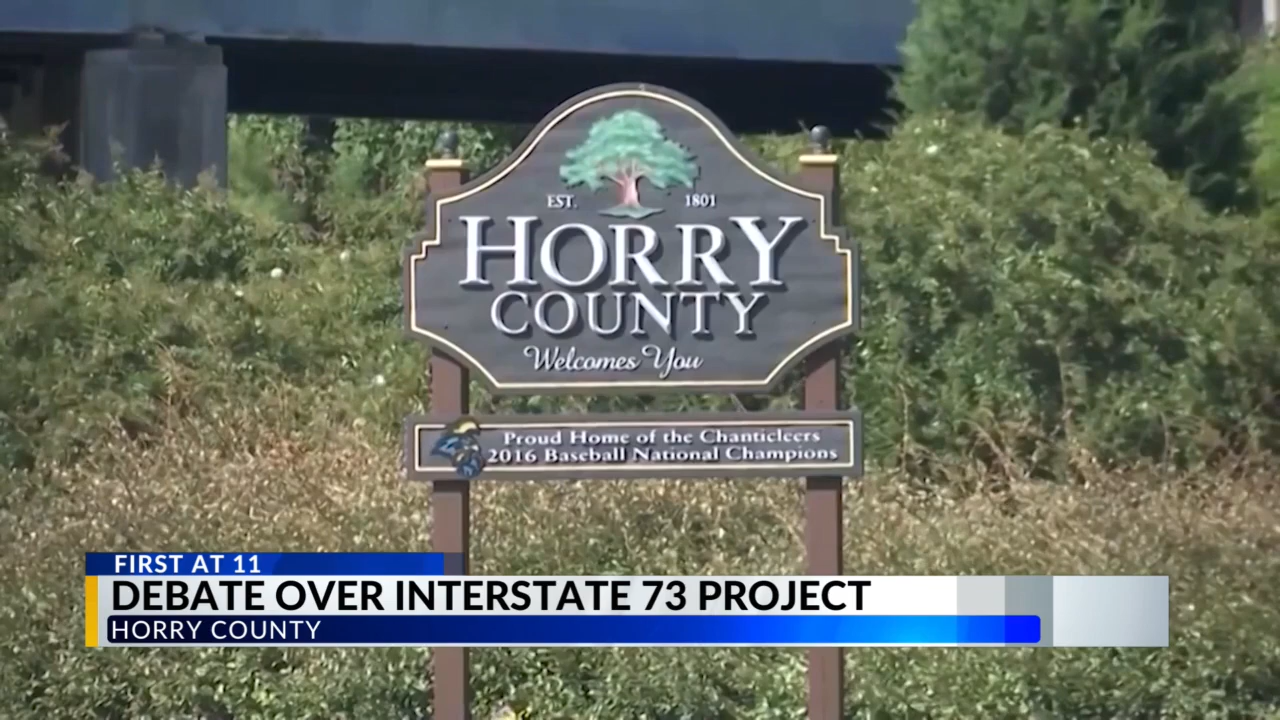 EST. 1801
HORRY
COUNTY
Welcomes You
Proud Home of the Chanticleers
2016 Baseball National Champions
FIRST AT 11
DEBATE OVER INTERSTATE 73 PROJECT
HORRY COUNTY